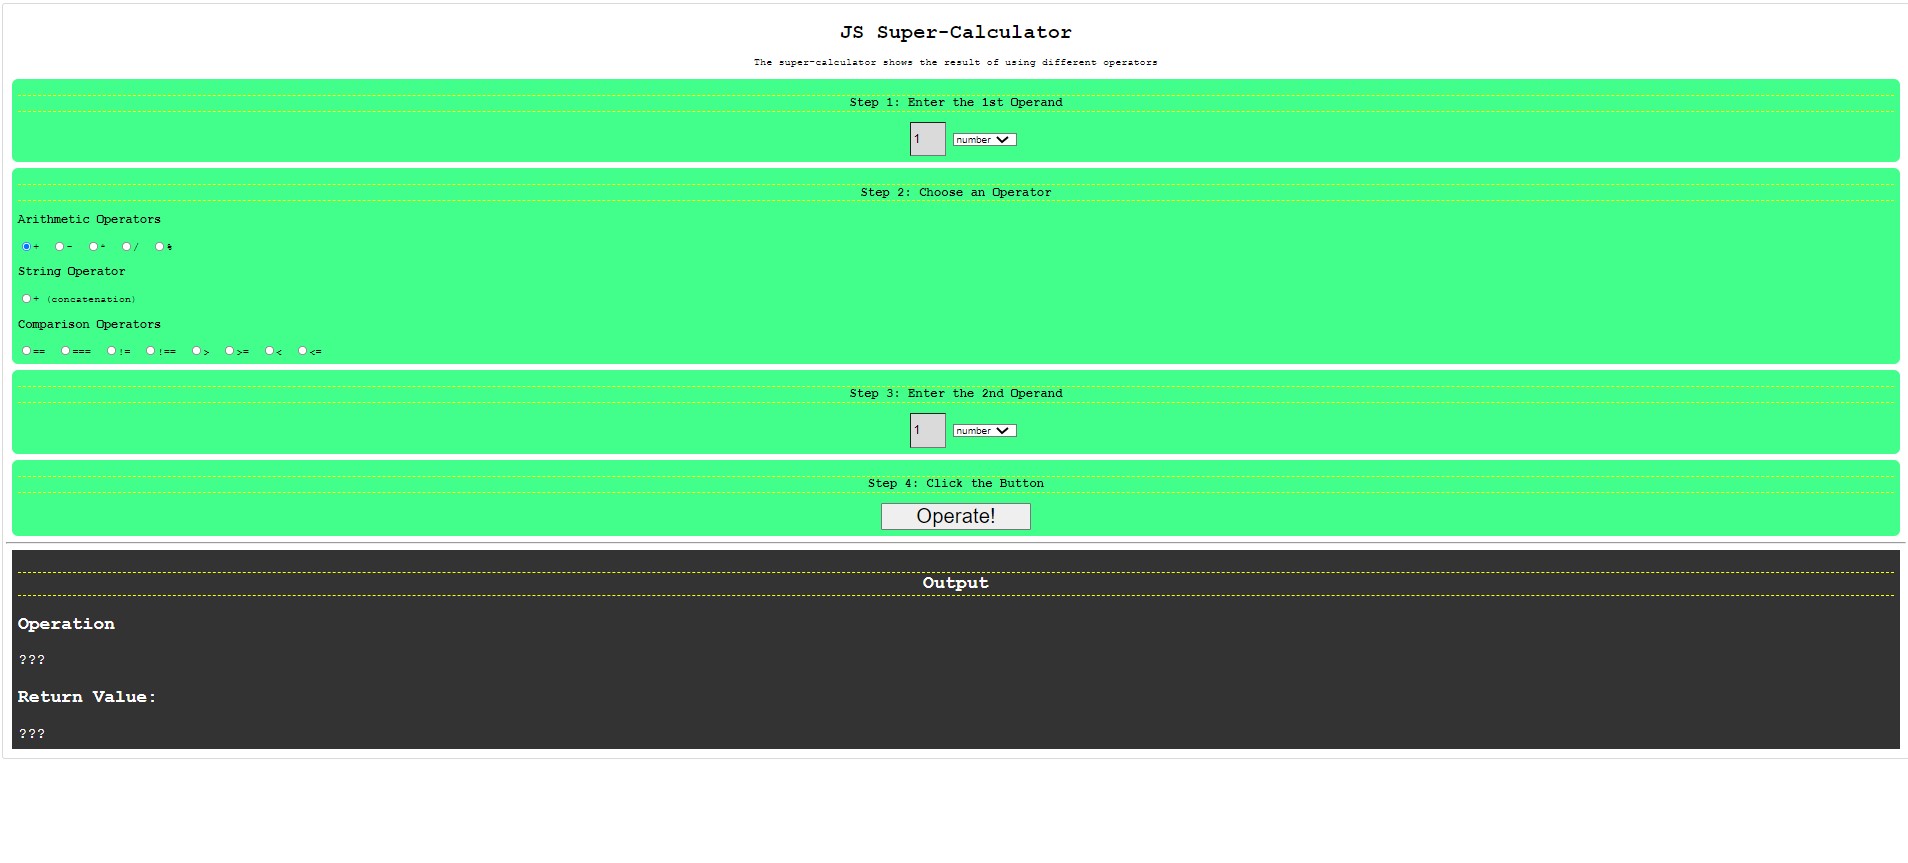 JS Super-Calculator
The super-calculator shows the result of using different operators
Step 1: Enter the 1st Operand
1 number
Step 2: Choose an Operator
Arithmetic Operators
+ - * / %
String Operator
+ (concatenation)
Comparison Operators
== === != !== > >= < <=
Step 3: Enter the 2nd Operand
1 number
Step 4: Click the Button
Operate!
Output
Operation
???
Return Value:
???